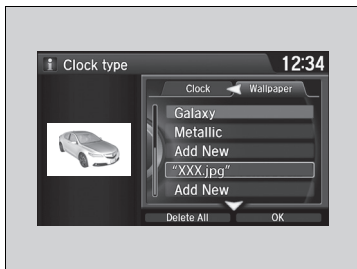 i Clock type 12:34
Clock Wallpaper
Galaxy
Metallic
Add New
“XXX.jpg”
Add New
Delete All OK